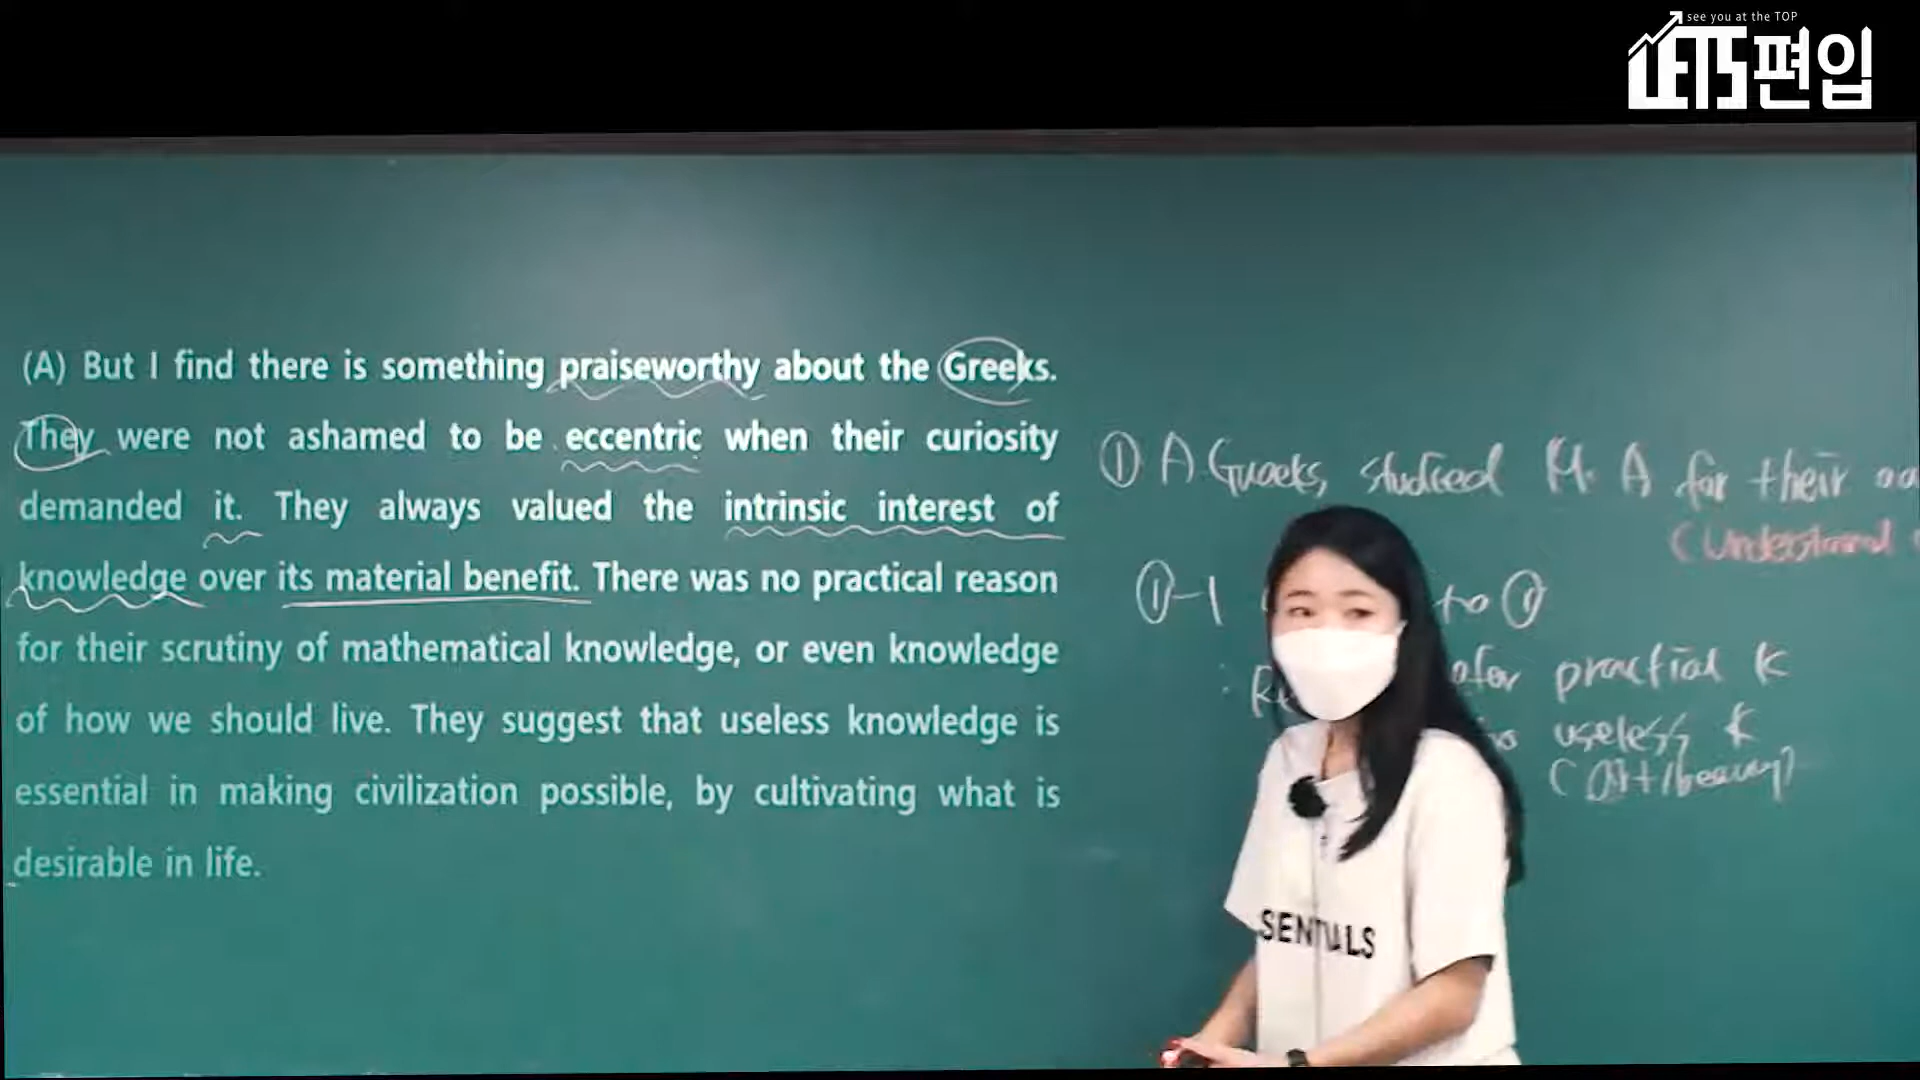 see you at the TOP
LETS편입
(A) But I find there is something praiseworthy about the Greeks.
They were not ashamed to be eccentric when their curiosity
demanded it. They always valued the intrinsic interest of
knowledge over its material benefit. There was no practical reason
for their scrutiny of mathematical knowledge, or even knowledge
of how we should live. They suggest that useless knowledge is
essential in making civilization possible, by cultivating what is
desirable in life.
① A Greeks, studied M. A for their
(Understand
①-1 to ①
practical k
useless k
SENTIALS